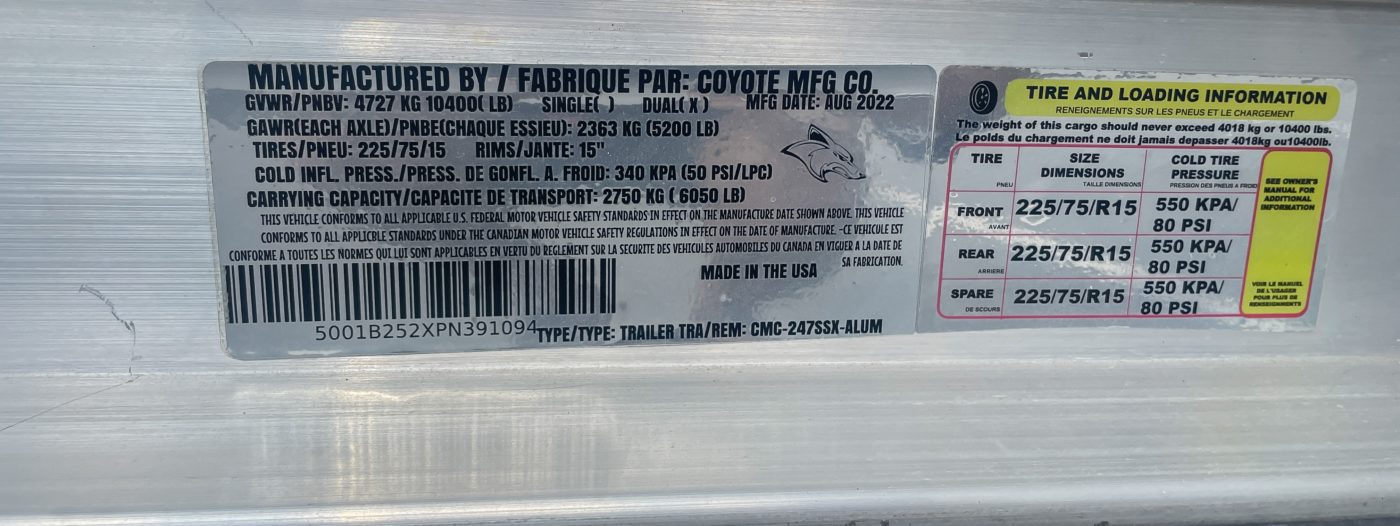 MANUFACTURED BY / FABRIQUE PAR: COYOTE MFG CO.
GVWR/PNBV: 4727 KG 10400( LB) SINGLE( ) DUAL( X ) MFG DATE: AUG 2022
GAWR(EACH AXLE)/PNBE(CHAQUE ESSIEU): 2363 KG (5200 LB)
TIRES/PNEU: 225/75/15 RIMS/JANTE: 15"
COLD INFL. PRESS./PRESS. DE GONFL. A. FROID: 340 KPA (50 PSI/LPC)
CARRYING CAPACITY/CAPACITE DE TRANSPORT: 2750 KG ( 6050 LB)
THIS VEHICLE CONFORMS TO ALL APPLICABLE U.S. FEDERAL MOTOR VEHICLE SAFETY STANDARDS IN EFFECT ON THE MANUFACTURE DATE SHOWN ABOVE. THIS VEHICLE
CONFORMS TO ALL APPLICBLE STANDARDS UNDER THE CANADIAN MOTOR VEHICLE SAFETY REGULATIONS IN EFFECT ON THE DATE OF MANUFACTURE. -CE VEHICULE EST
CONFORME A TOUTES LES NORMES QUI LUI SONT APPLICABLES EN VERTU DU REGLEMENT SUR LA SECURITE DES VEHICULES AUTOMOBILES DU CANADA EN VIGUER A LA DATE DE
SA FABRICATION.
MADE IN THE USA
5001B252XPN391094
TYPE/TYPE: TRAILER TRA/REM: CMC-247SSX-ALUM
TIRE AND LOADING INFORMATION
RENEIGNEMENTS SUR LES PNEUS ET LE CHARGEMENT
The weight of this cargo should never exceed 4018 kg or 10400 lbs.
Le poids du chargement ne doit jamais depasser 4018kg ou10400lb.
TIRE
PNEU
SIZE
DIMENSIONS
TAILLE DIMENSIONS
COLD TIRE
PRESSURE
PRESSION DES PNEUS A FROID
FRONT
AVANT
225/75/R15
550 KPA/
80 PSI
REAR
ARRIERE
225/75/R15
550 KPA/
80 PSI
SPARE
DE SCOURS
225/75/R15
550 KPA/
80 PSI
SEE OWNER'S
MANUAL FOR
ADDITIONAL
INFORMATION
VOIR LE MANUEL
DE L'USAGER
POUR PLUS DE
RENSEIGNEMENTS